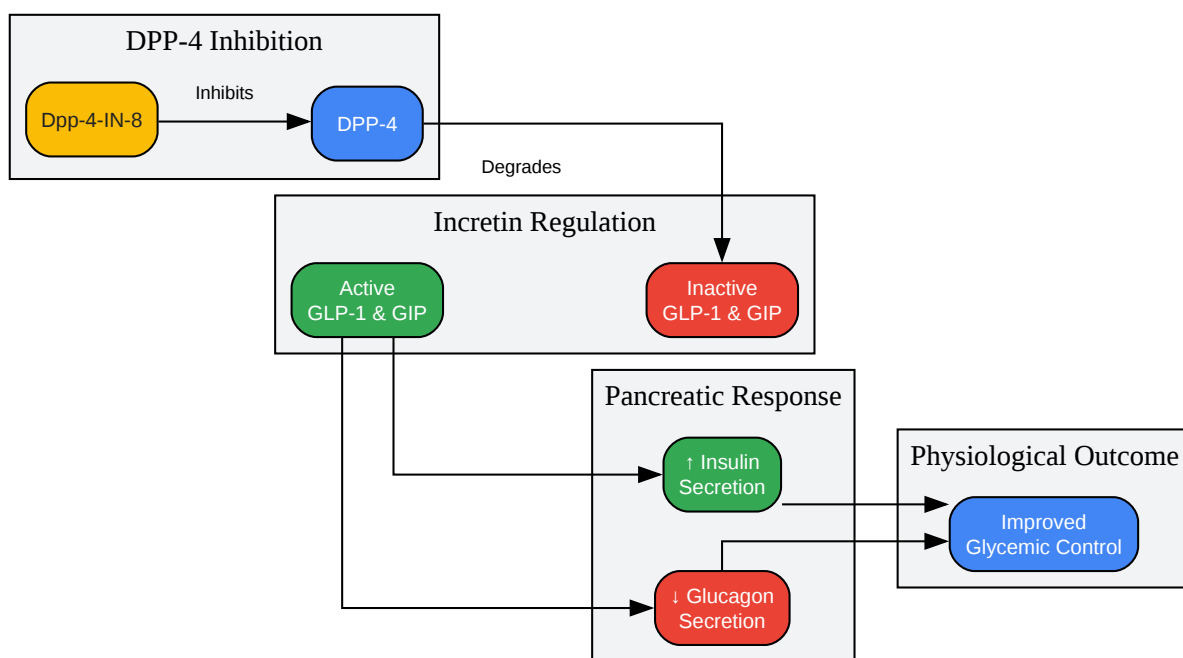 DPP-4 Inhibition
Dpp-4-IN-8
Inhibits
DPP-4
Degrades
Incretin Regulation
Active
GLP-1 & GIP
Inactive
GLP-1 & GIP
Pancreatic Response
↑ Insulin
Secretion
↓ Glucagon
Secretion
Physiological Outcome
Improved
Glycemic Control